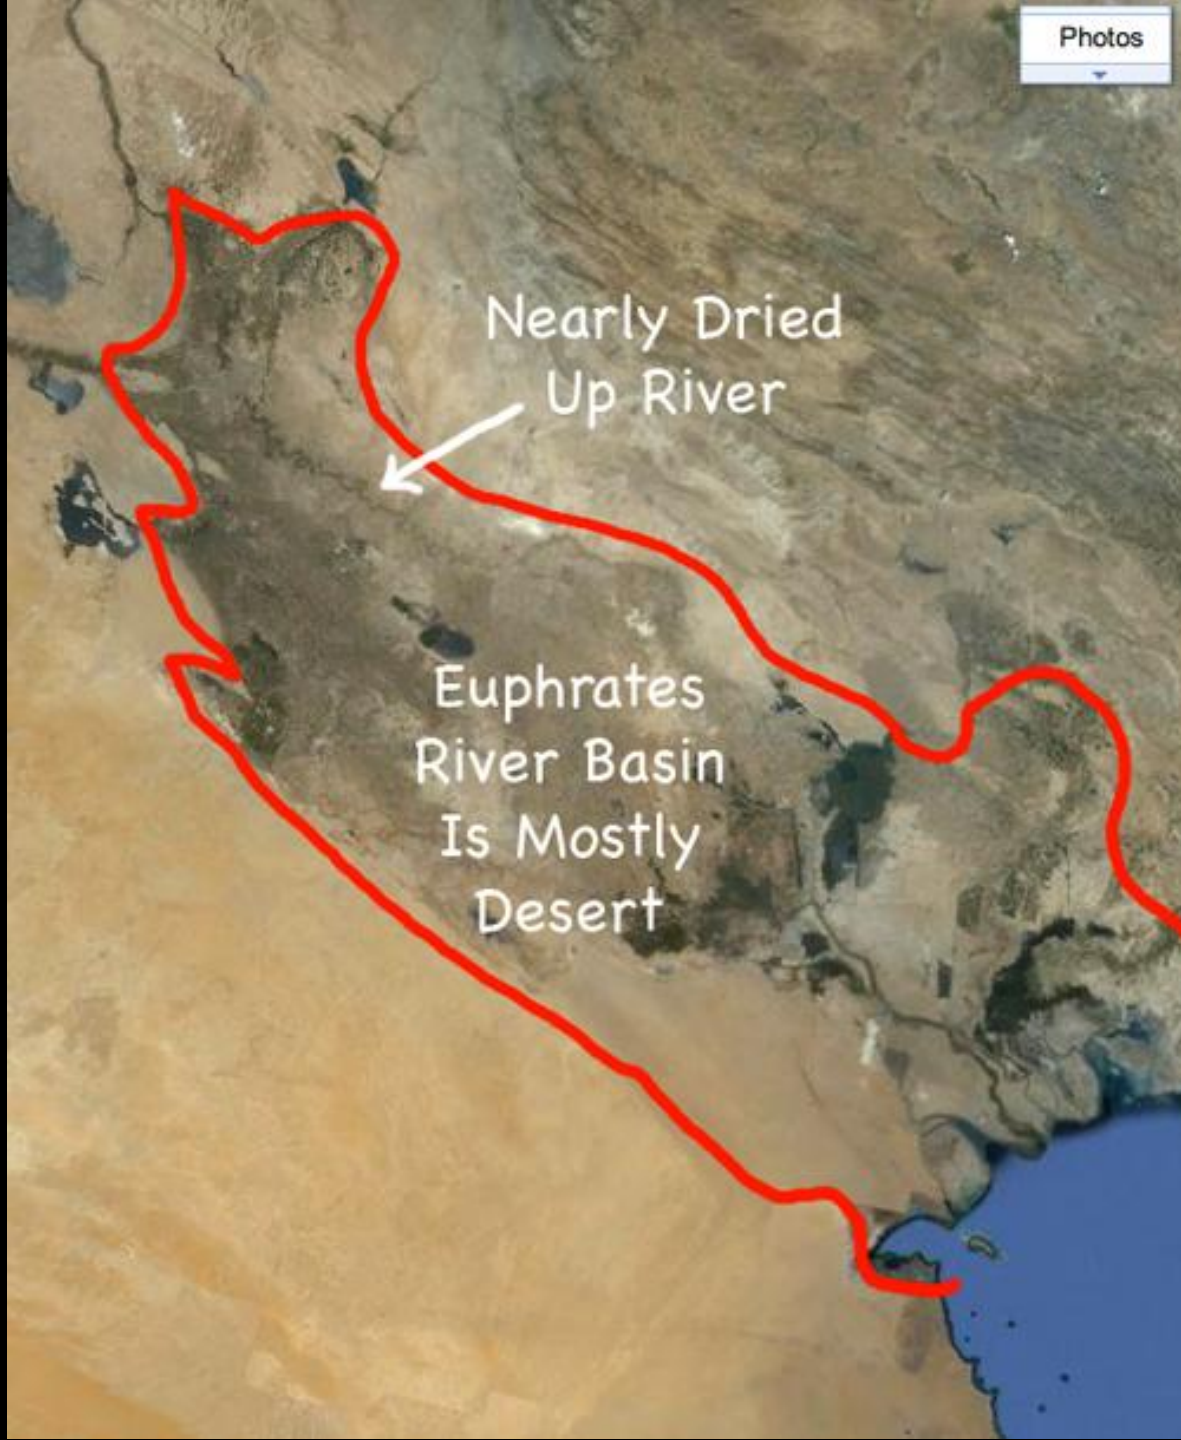 Photos
Nearly Dried
Up River
Euphrates
River Basin
Is Mostly
Desert